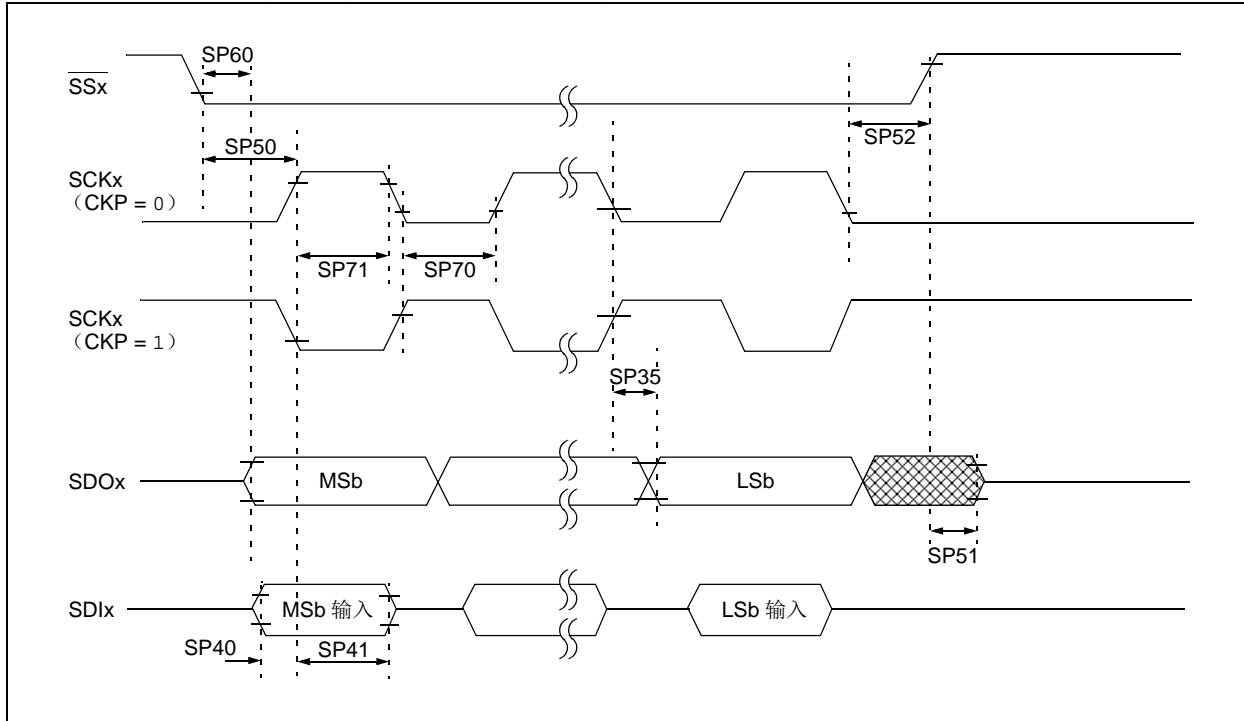 SP60
SSx
SP52
SP50
SCKx
（CKP = 0）
SP71
SP70
SCKx
（CKP = 1）
SP35
SDOx
MSb
LSb
SP51
SDIx
MSb 输入
LSb 输入
SP40
SP41